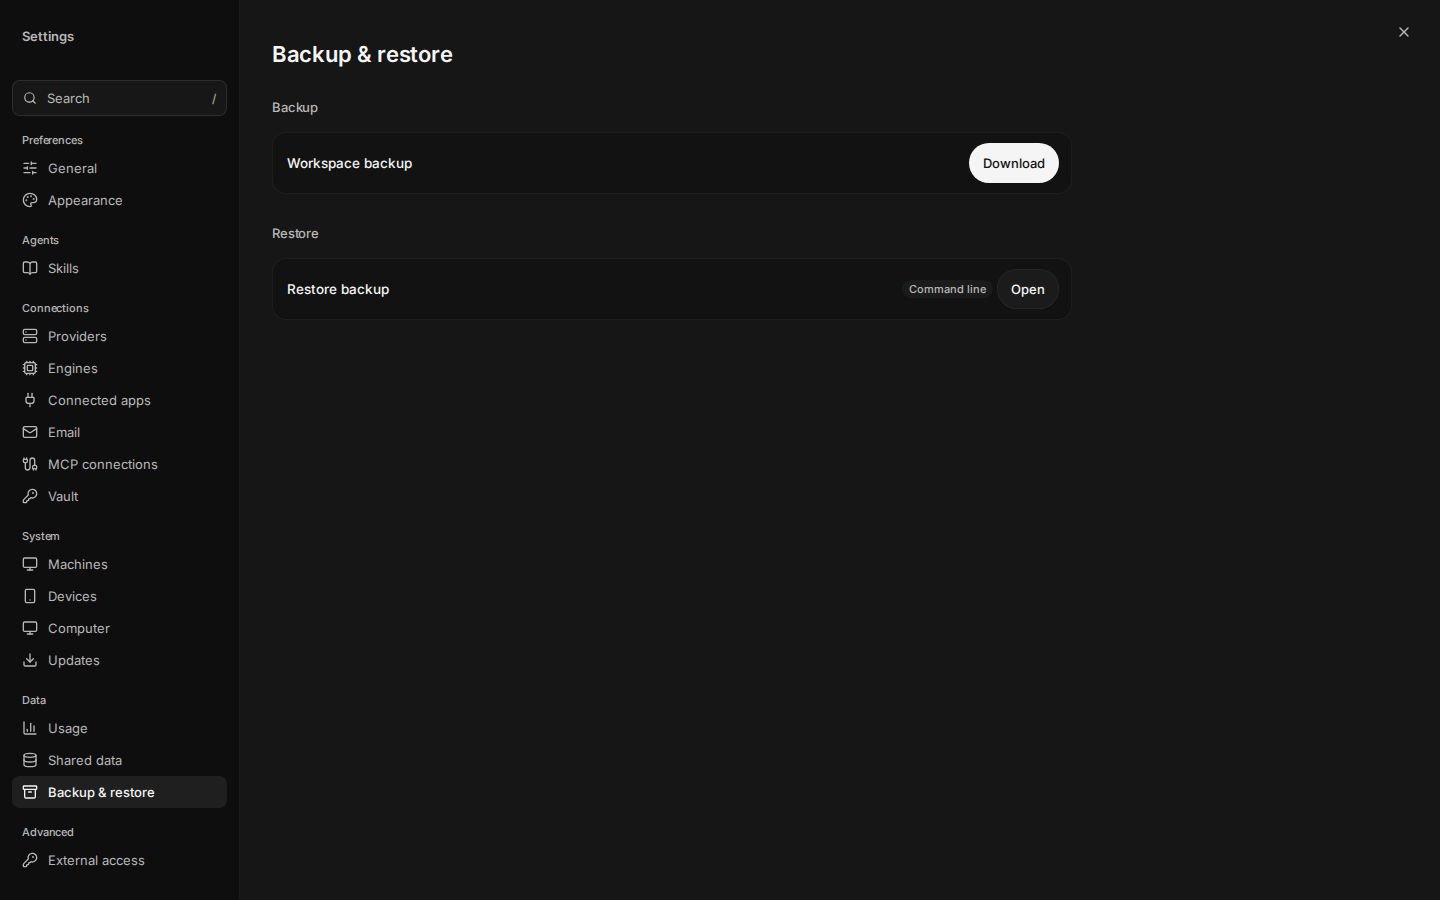 Settings
Search /
Preferences
General
Appearance
Agents
Skills
Connections
Providers
Engines
Connected apps
Email
MCP connections
Vault
System
Machines
Devices
Computer
Updates
Data
Usage
Shared data
Backup & restore
Advanced
External access
Backup & restore
Backup
Workspace backup Download
Restore
Restore backup Command line Open